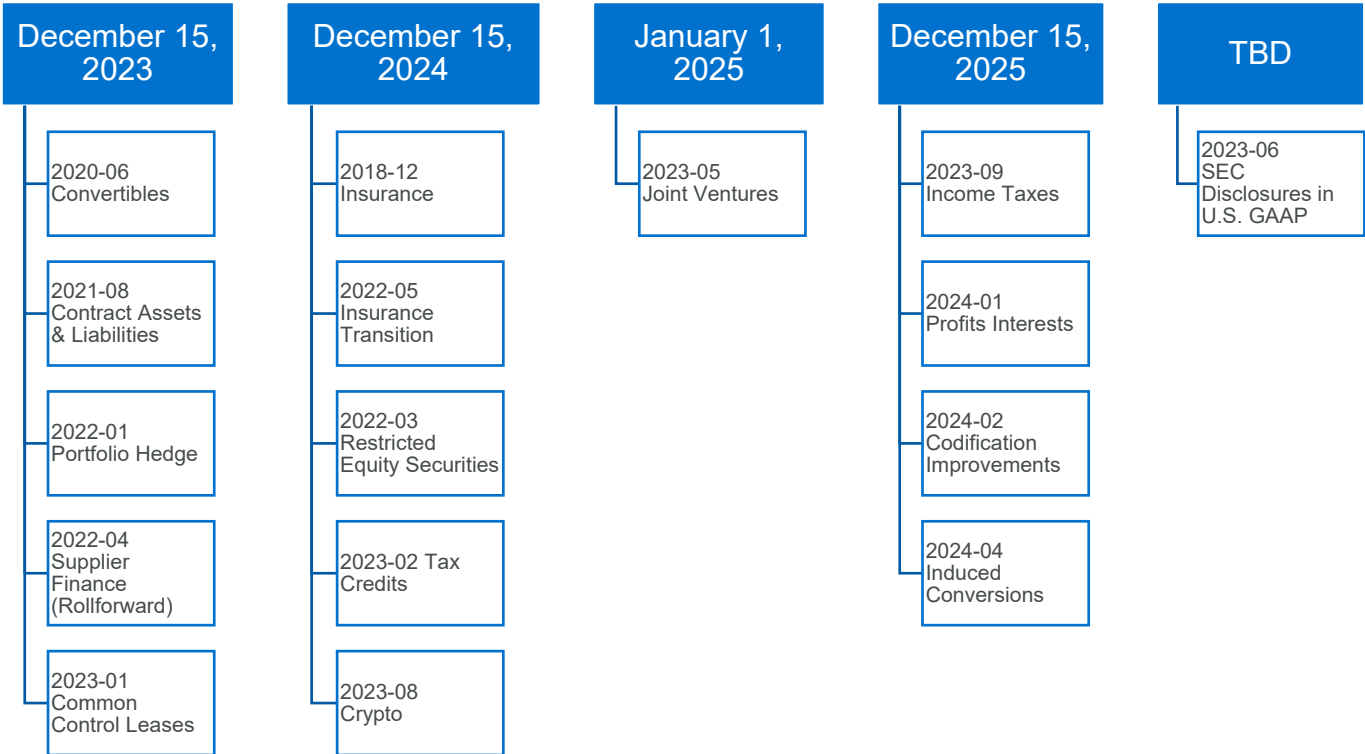 December 15,
2023
2020-06
Convertibles
2021-08
Contract Assets
& Liabilities
2022-01
Portfolio Hedge
2022-04
Supplier
Finance
(Rollforward)
2023-01
Common
Control Leases
December 15,
2024
2018-12
Insurance
2022-05
Insurance
Transition
2022-03
Restricted
Equity Securities
2023-02 Tax
Credits
2023-08
Crypto
January 1,
2025
2023-05
Joint Ventures
December 15,
2025
2023-09
Income Taxes
2024-01
Profits Interests
2024-02
Codification
Improvements
2024-04
Induced
Conversions
TBD
2023-06
SEC
Disclosures in
U.S. GAAP